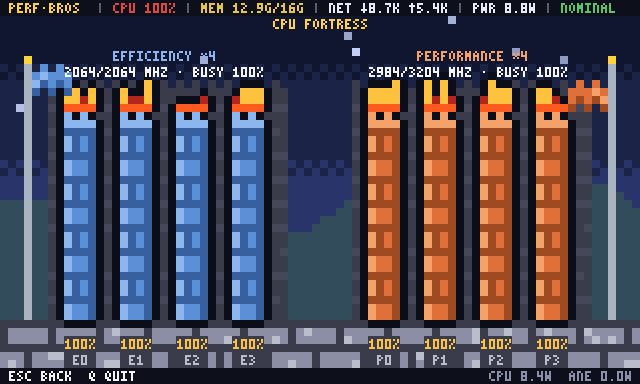 PERF-BROS | CPU 100% | MEM 12.9G/16G | NET ↓8.7K ↑5.4K | PWR 8.8W | NOMINAL
CPU FORTRESS
EFFICIENCY ×4 PERFORMANCE ×4
2064/2064 MHZ · BUSY 100% 2984/3204 MHZ · BUSY 100%
100% 100% 100% 100% 100% 100% 100% 100%
E0 E1 E2 E3 P0 P1 P2 P3
ESC BACK Q QUIT CPU 8.4W ANE 0.0W